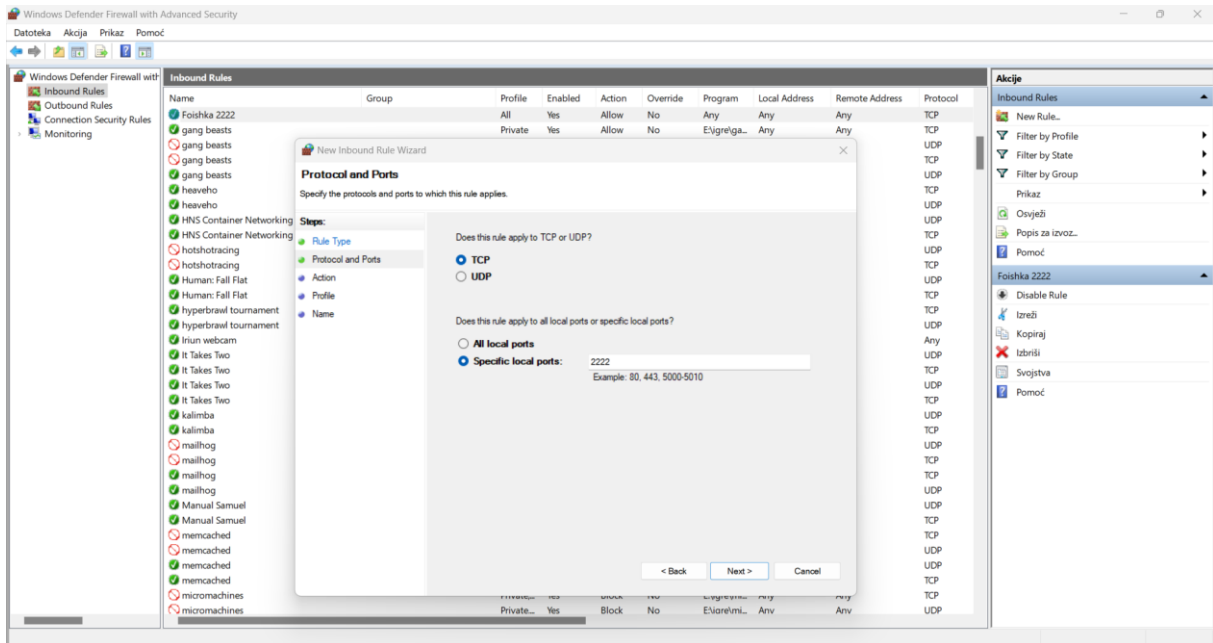 Windows Defender Firewall with Advanced Security
Datoteka Akcija Prikaz Pomoć
Windows Defender Firewall with
Inbound Rules
Outbound Rules
Connection Security Rules
Monitoring
Inbound Rules
Name Group Profile Enabled Action Override Program Local Address Remote Address Protocol
Foishka 2222 All Yes Allow No Any Any Any TCP
gang beasts Private Yes Allow No E:\igre\ga... Any Any TCP
gang beasts UDP
gang beasts TCP
gang beasts UDP
heaveho TCP
heaveho UDP
HNS Container Networking UDP
HNS Container Networking TCP
hotshotracing UDP
hotshotracing TCP
Human: Fall Flat UDP
Human: Fall Flat TCP
hyperbrawl tournament TCP
hyperbrawl tournament UDP
Iriun webcam Any
It Takes Two UDP
It Takes Two TCP
It Takes Two UDP
It Takes Two TCP
kalimba UDP
kalimba TCP
mailhog UDP
mailhog TCP
mailhog TCP
mailhog UDP
Manual Samuel UDP
Manual Samuel TCP
memcached TCP
memcached UDP
memcached UDP
memcached TCP
micromachines TCP
micromachines Private... Yes Block No E:\igre\mi... Any Any UDP
New Inbound Rule Wizard
Protocol and Ports
Specify the protocols and ports to which this rule applies.
Steps:
Rule Type
Protocol and Ports
Action
Profile
Name
Does this rule apply to TCP or UDP?
TCP
UDP
Does this rule apply to all local ports or specific local ports?
All local ports
Specific local ports: 2222
Example: 80, 443, 5000-5010
< Back Next > Cancel
Akcije
Inbound Rules
New Rule...
Filter by Profile
Filter by State
Filter by Group
Prikaz
Osvježi
Popis za izvoz...
Pomoć
Foishka 2222
Disable Rule
Izreži
Kopiraj
Izbriši
Svojstva
Pomoć